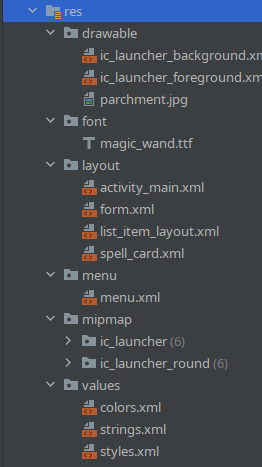 res
drawable
ic_launcher_background.xm
ic_launcher_foreground.xm
parchment.jpg
font
magic_wand.ttf
layout
activity_main.xml
form.xml
list_item_layout.xml
spell_card.xml
menu
menu.xml
mipmap
ic_launcher (6)
ic_launcher_round (6)
values
colors.xml
strings.xml
styles.xml